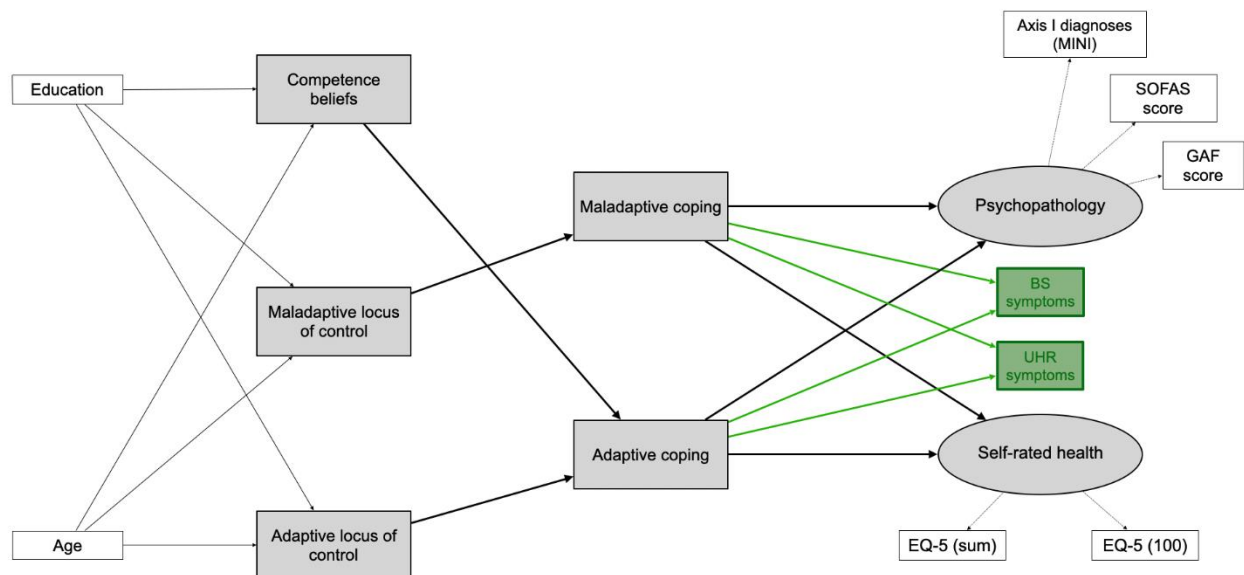 Axis I diagnoses
(MINI)
Education
Competence
beliefs
SOFAS
score
GAF
score
Maladaptive coping
Psychopathology
BS
symptoms
Maladaptive locus
of control
UHR
symptoms
Adaptive coping
Self-rated health
Age
Adaptive locus of
control
EQ-5 (sum)
EQ-5 (100)